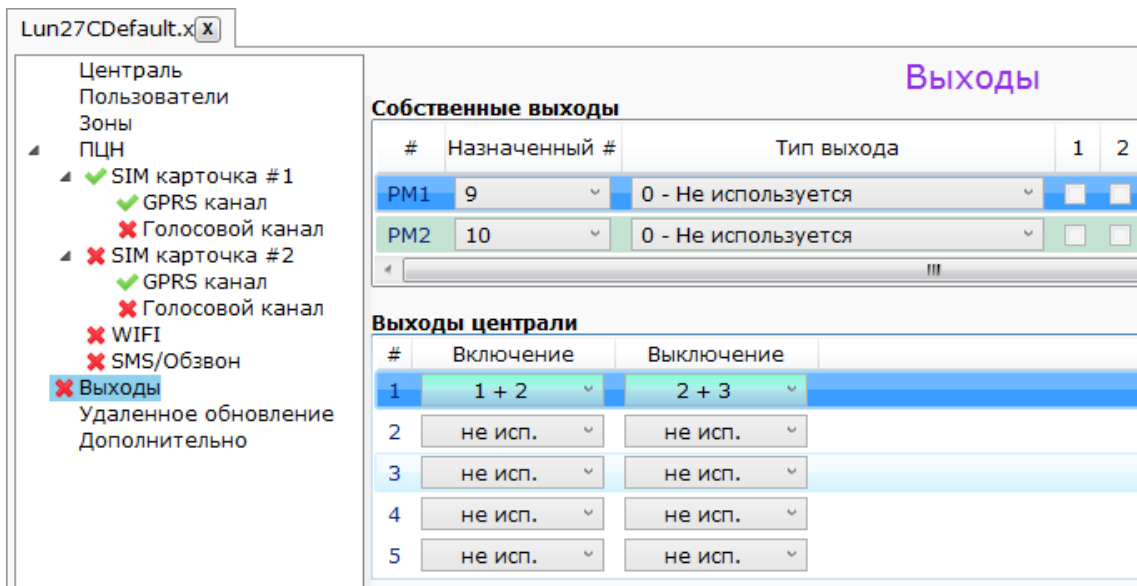 Lun27CDefault.x X
Централь
Пользователи
Зоны
ПЦН
SIM карточка #1
GPRS канал
Голосовой канал
SIM карточка #2
GPRS канал
Голосовой канал
WIFI
SMS/Обзвон
Выходы
Удаленное обновление
Дополнительно
Выходы
Собственные выходы
# Назначенный # Тип выхода 1 2
PM1 9 0 - Не используется
PM2 10 0 - Не используется
Выходы централи
# Включение Выключение
1 1 + 2 2 + 3
2 не исп. не исп.
3 не исп. не исп.
4 не исп. не исп.
5 не исп. не исп.